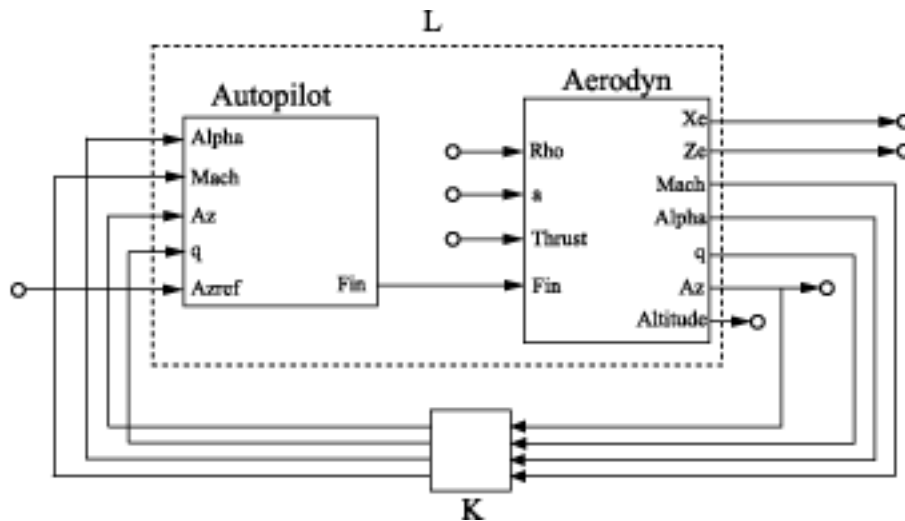 L
Autopilot
Alpha
Mach
Az
q
Azref
Fin
Aerodyn
Rho
a
Thrust
Fin
Xe
Ze
Mach
Alpha
q
Az
Altitude
K